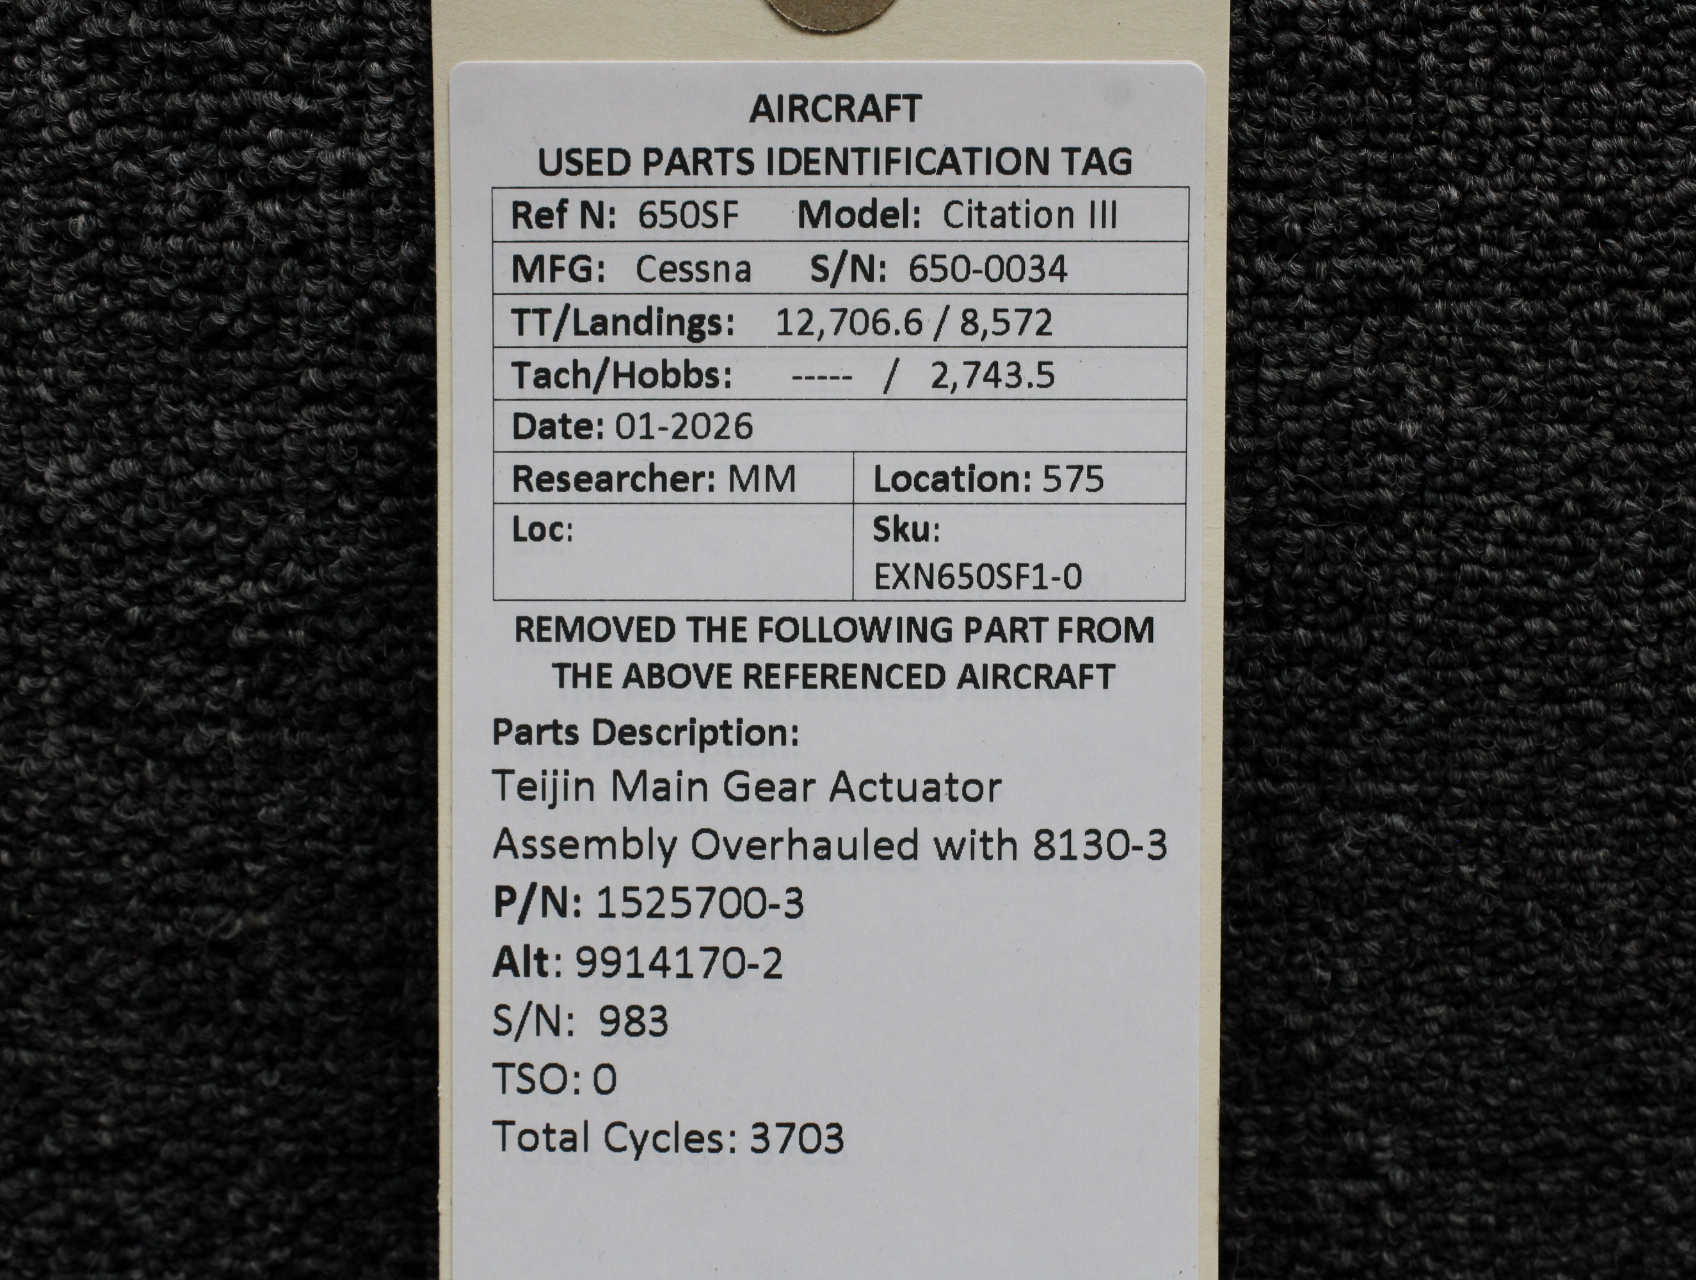 AIRCRAFT
USED PARTS IDENTIFICATION TAG
Ref N: 650SF Model: Citation III
MFG: Cessna S/N: 650-0034
TT/Landings: 12,706.6 / 8,572
Tach/Hobbs: ----- / 2,743.5
Date: 01-2026
Researcher: MM Location: 575
Loc: Sku:
EXN650SF1-0
REMOVED THE FOLLOWING PART FROM
THE ABOVE REFERENCED AIRCRAFT
Parts Description:
Teijin Main Gear Actuator
Assembly Overhauled with 8130-3
P/N: 1525700-3
Alt: 9914170-2
S/N: 983
TSO: 0
Total Cycles: 3703